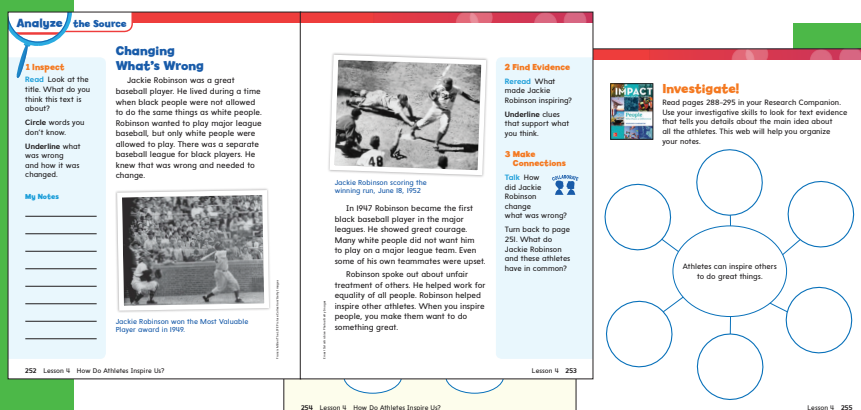 Analyze the Source
1 Inspect
Read Look at the
title. What do you
think this text is
about?
Circle words you
don't know.
Underline what
was wrong
and how it was
changed.
My Notes
Changing
What's Wrong
Jackie Robinson was a great
baseball player. He lived during a time
when black people were not allowed
to do the same things as white people.
Robinson wanted to play major league
baseball, but only white people were
allowed to play. There was a separate
baseball league for black players. He
knew that was wrong and needed to
change.
Jackie Robinson won the Most Valuable
Player award in 1949.
252 Lesson 4 How Do Athletes Inspire Us?
48
Jackie Robinson scoring the
winning run, June 18, 1952
In 1947 Robinson became the first
black baseball player in the major
leagues. He showed great courage.
Many white people did not want him
to play on a major league team. Even
some of his own teammates were upset.
Robinson spoke out about unfair
treatment of others. He helped work for
equality of all people. Robinson helped
inspire other athletes. When you inspire
people, you make them want to do
something great.
2 Find Evidence
Reread What
made Jackie
Robinson inspiring?
Underline clues
that support what
you think.
3 Make
Connections
Talk How
did Jackie
Robinson
change
what was wrong?
COLLABORATE
Turn back to page
251. What do
Jackie Robinson
and these athletes
have in common?
Lesson 4 253
254 Lesson 4 How Do Athletes Inspire Us?
IMPACT
People
Investigate!
Read pages 288-295 in your Research Companion.
Use your investigative skills to look for text evidence
that tells you details about the main idea about
all the athletes. This web will help you organize
your notes.
Athletes can inspire others
to do great things.
Lesson 4 255